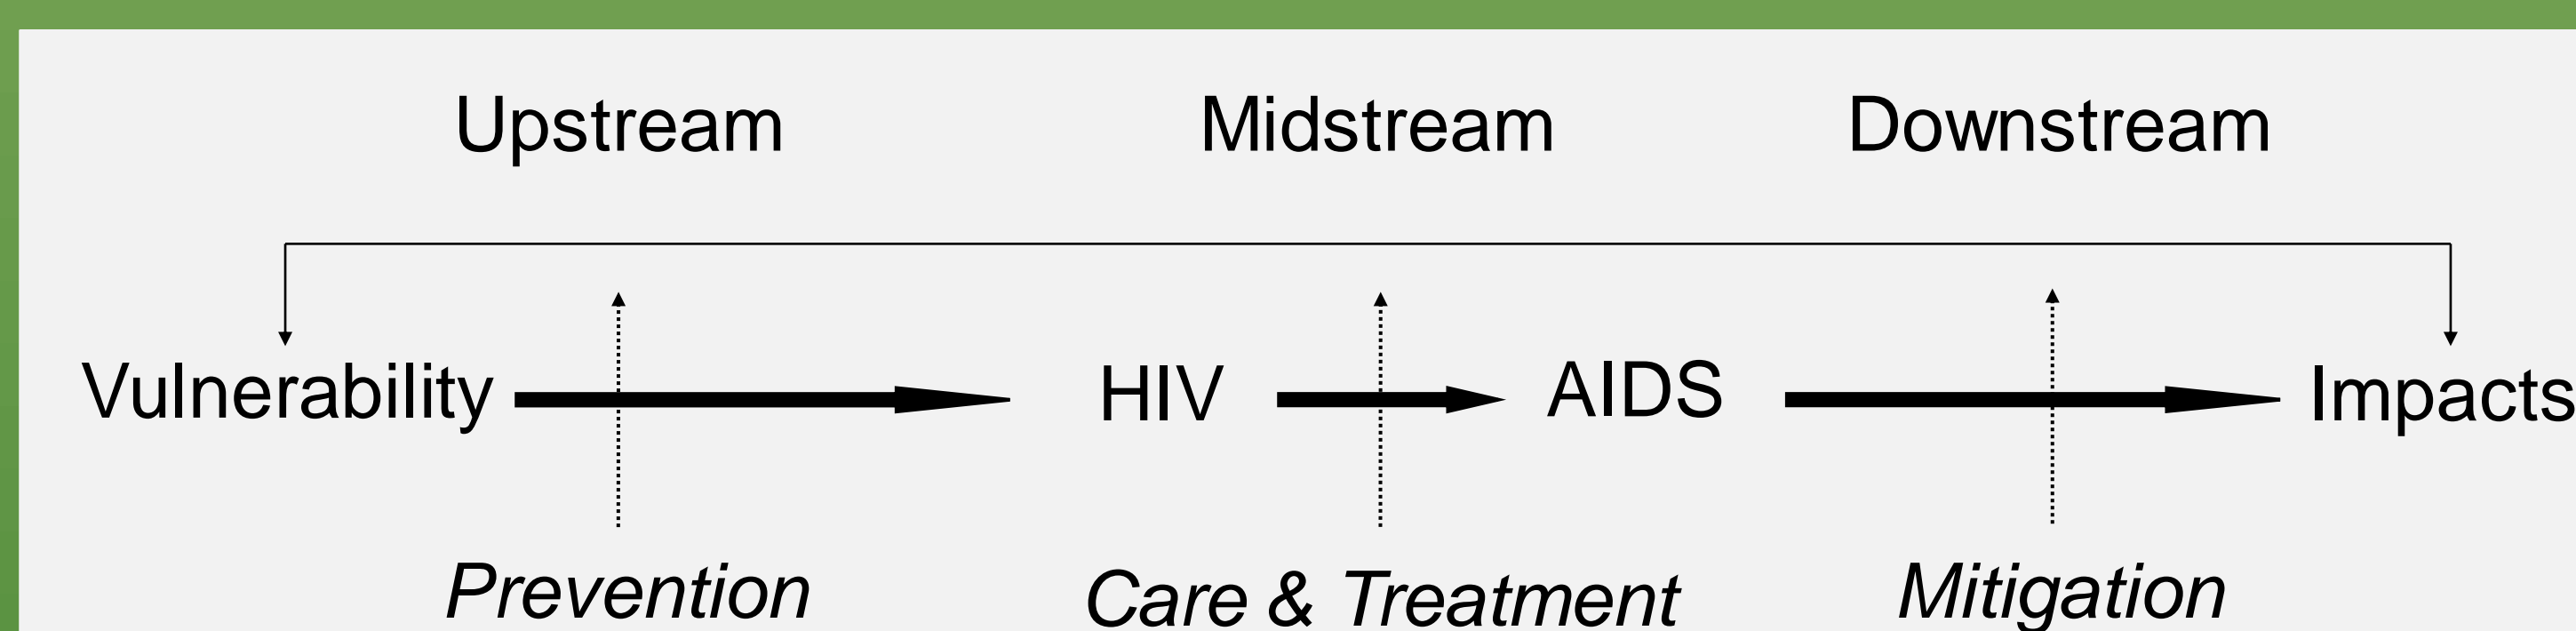 Upstream Midstream Downstream
Vulnerability HIV AIDS Impacts
Prevention Care & Treatment Mitigation